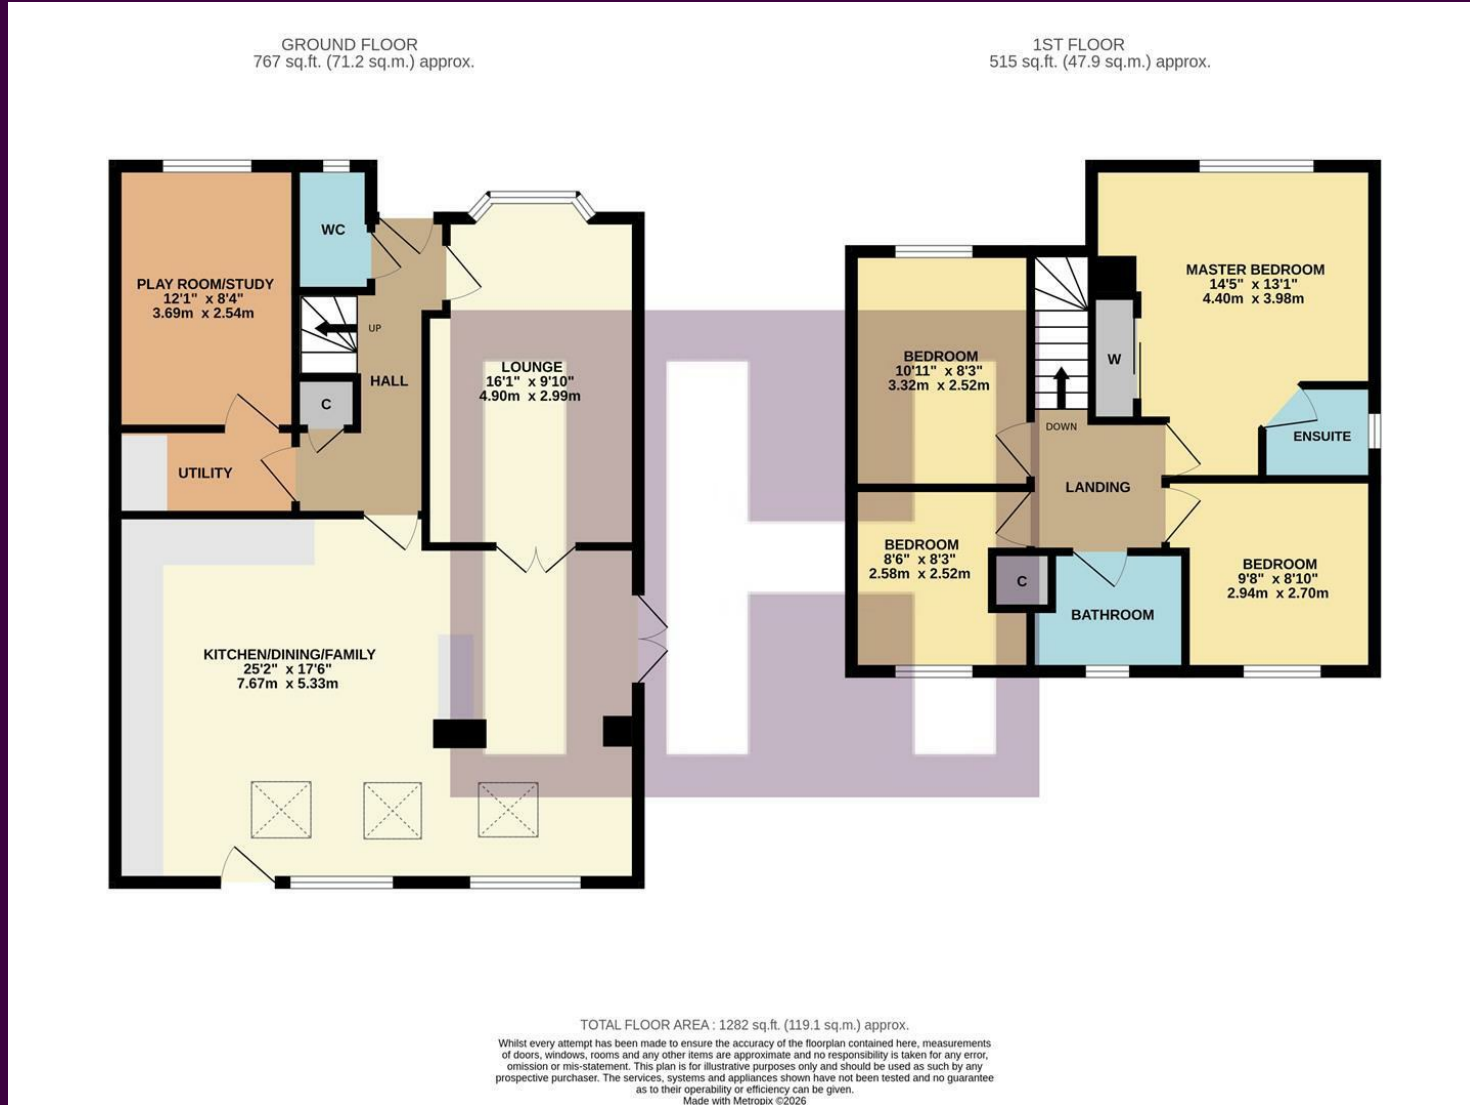 GROUND FLOOR
767 sq.ft. (71.2 sq.m.) approx.
1ST FLOOR
515 sq.ft. (47.9 sq.m.) approx.
WC
PLAY ROOM/STUDY
12'1" x 8'4"
3.69m x 2.54m
UP
HALL
C
UTILITY
LOUNGE
16'1" x 9'10"
4.90m x 2.99m
KITCHEN/DINING/FAMILY
25'2" x 17'6"
7.67m x 5.33m
MASTER BEDROOM
14'5" x 13'1"
4.40m x 3.98m
BEDROOM
10'11" x 8'3"
3.32m x 2.52m
W
DOWN
ENSUITE
LANDING
BEDROOM
8'6" x 8'3"
2.58m x 2.52m
C
BATHROOM
BEDROOM
9'8" x 8'10"
2.94m x 2.70m
TOTAL FLOOR AREA : 1282 sq.ft. (119.1 sq.m.) approx.
Whilst every attempt has been made to ensure the accuracy of the floorplan contained here, measurements
of doors, windows, rooms and any other items are approximate and no responsibility is taken for any error,
omission or mis-statement. This plan is for illustrative purposes only and should be used as such by any
prospective purchaser. The services, systems and appliances shown have not been tested and no guarantee
as to their operability or efficiency can be given.
Made with Metropix ©2026